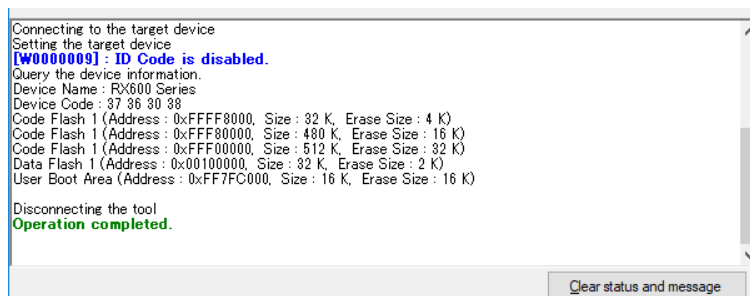 Connecting to the target device
Setting the target device
[W0000009] : ID Code is disabled.
Query the device information.
Device Name : RX600 Series
Device Code : 37 36 30 38
Code Flash 1 (Address : 0xFFFF8000, Size : 32 K, Erase Size : 4 K)
Code Flash 1 (Address : 0xFFF80000, Size : 480 K, Erase Size : 16 K)
Code Flash 1 (Address : 0xFFF00000, Size : 512 K, Erase Size : 32 K)
Data Flash 1 (Address : 0x00100000, Size : 32 K, Erase Size : 2 K)
User Boot Area (Address : 0xFF7FC000, Size : 16 K, Erase Size : 16 K)
Disconnecting the tool
Operation completed.
Clear status and message